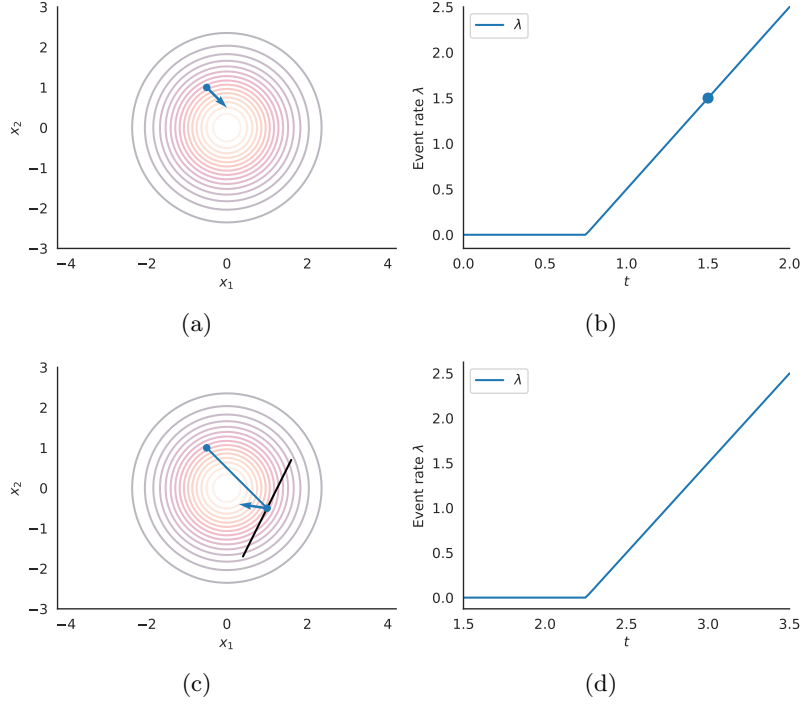 3
2
1
0
−1
−2
−3
x₂
−4 −2 0 2 4
x₁
(a)
2.5
2.0
1.5
1.0
0.5
0.0
Event rate λ
λ
0.0 0.5 1.0 1.5 2.0
t
(b)
3
2
1
0
−1
−2
−3
x₂
−4 −2 0 2 4
x₁
(c)
2.5
2.0
1.5
1.0
0.5
0.0
Event rate λ
λ
1.5 2.0 2.5 3.0 3.5
t
(d)